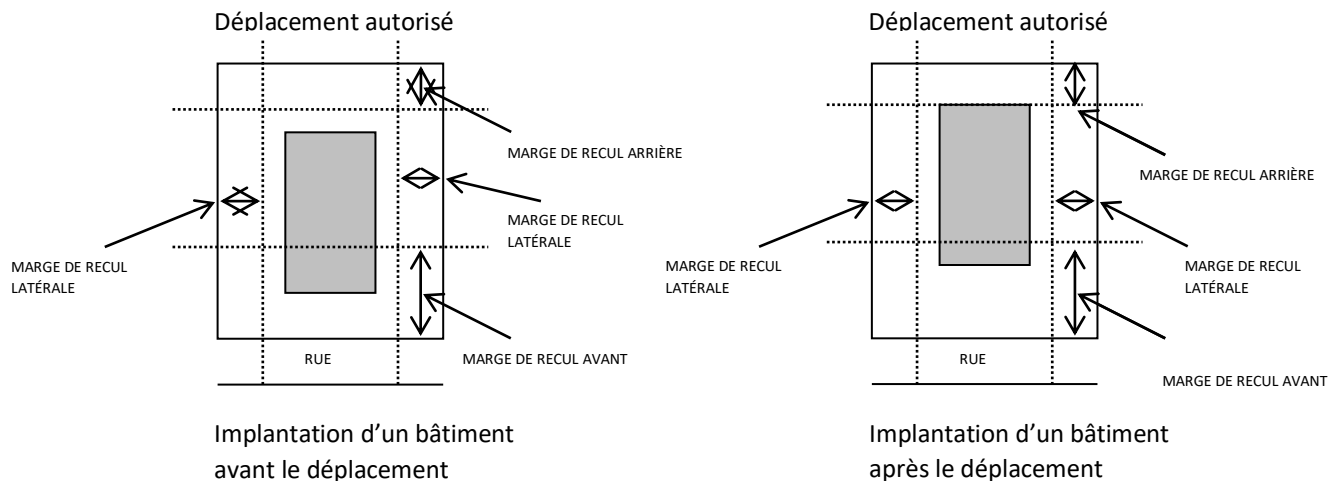 Déplacement autorisé
MARGE DE RECUL ARRIÈRE
MARGE DE RECUL
LATÉRALE
MARGE DE RECUL
LATÉRALE
RUE
MARGE DE RECUL AVANT
Implantation d’un bâtiment
avant le déplacement
Déplacement autorisé
MARGE DE RECUL ARRIÈRE
MARGE DE RECUL
LATÉRALE
MARGE DE RECUL
LATÉRALE
RUE
MARGE DE RECUL AVANT
Implantation d’un bâtiment
après le déplacement